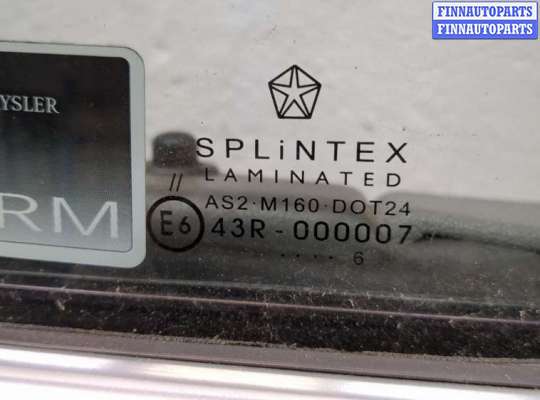 FINNAUTOPARTS
FINNAUTOPARTS
YSLER
RM
SPLiNTEX
LAMINATED
//
AS2·M160·DOT24
E6 43R-000007
.... 6